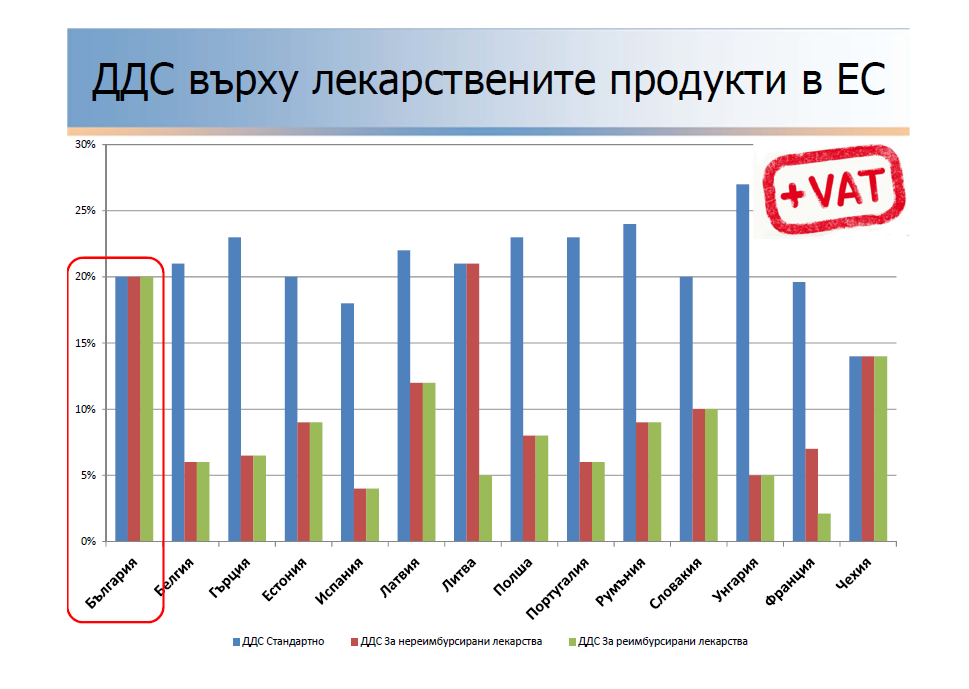 ДДС върху лекарствените продукти в ЕС
+VAT
30%
25%
20%
15%
10%
5%
0%
България
Белгия
Гърция
Естония
Испания
Латвия
Литва
Полша
Португалия
Румъния
Словакия
Унгария
Франция
Чехия
ДДС Стандартно
ДДС За нереимбурсирани лекарства
ДДС За реимбурсирани лекарства